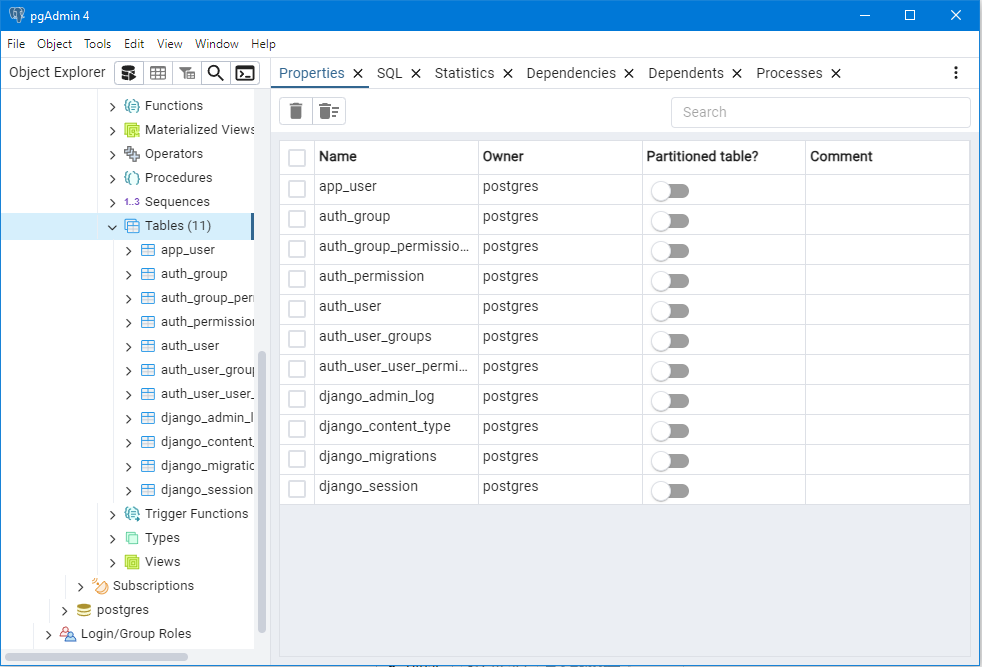 pgAdmin 4
File Object Tools Edit View Window Help
Object Explorer
Properties SQL Statistics Dependencies Dependents Processes
Functions
Materialized Views
Operators
Procedures
1..3 Sequences
Tables (11)
app_user
auth_group
auth_group_peri
auth_permission
auth_user
auth_user_group
auth_user_user_
django_admin_l
django_content_
django_migratic
django_session
Trigger Functions
Types
Views
Subscriptions
postgres
Login/Group Roles
Search
Name Owner Partitioned table? Comment
app_user postgres
auth_group postgres
auth_group_permissio... postgres
auth_permission postgres
auth_user postgres
auth_user_groups postgres
auth_user_user_permi... postgres
django_admin_log postgres
django_content_type postgres
django_migrations postgres
django_session postgres